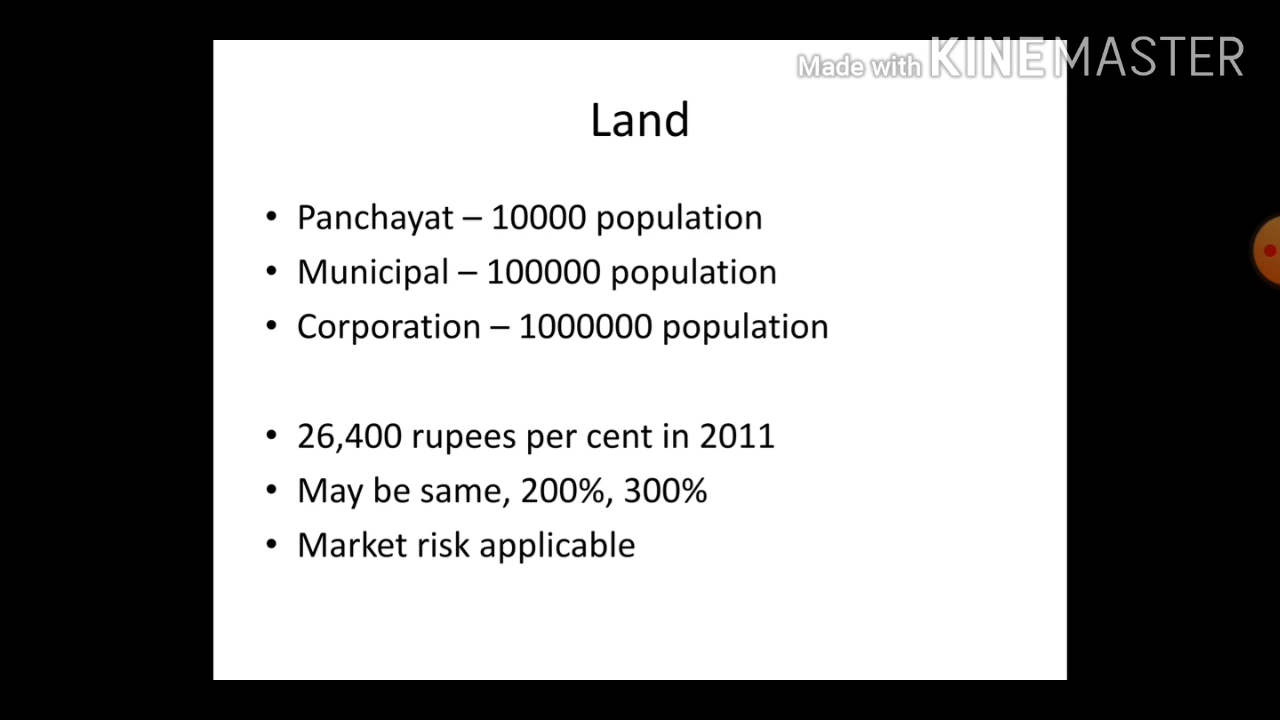 Made with KINEMASTER
Land
• Panchayat – 10000 population
• Municipal – 100000 population
• Corporation – 1000000 population
• 26,400 rupees per cent in 2011
• May be same, 200%, 300%
• Market risk applicable